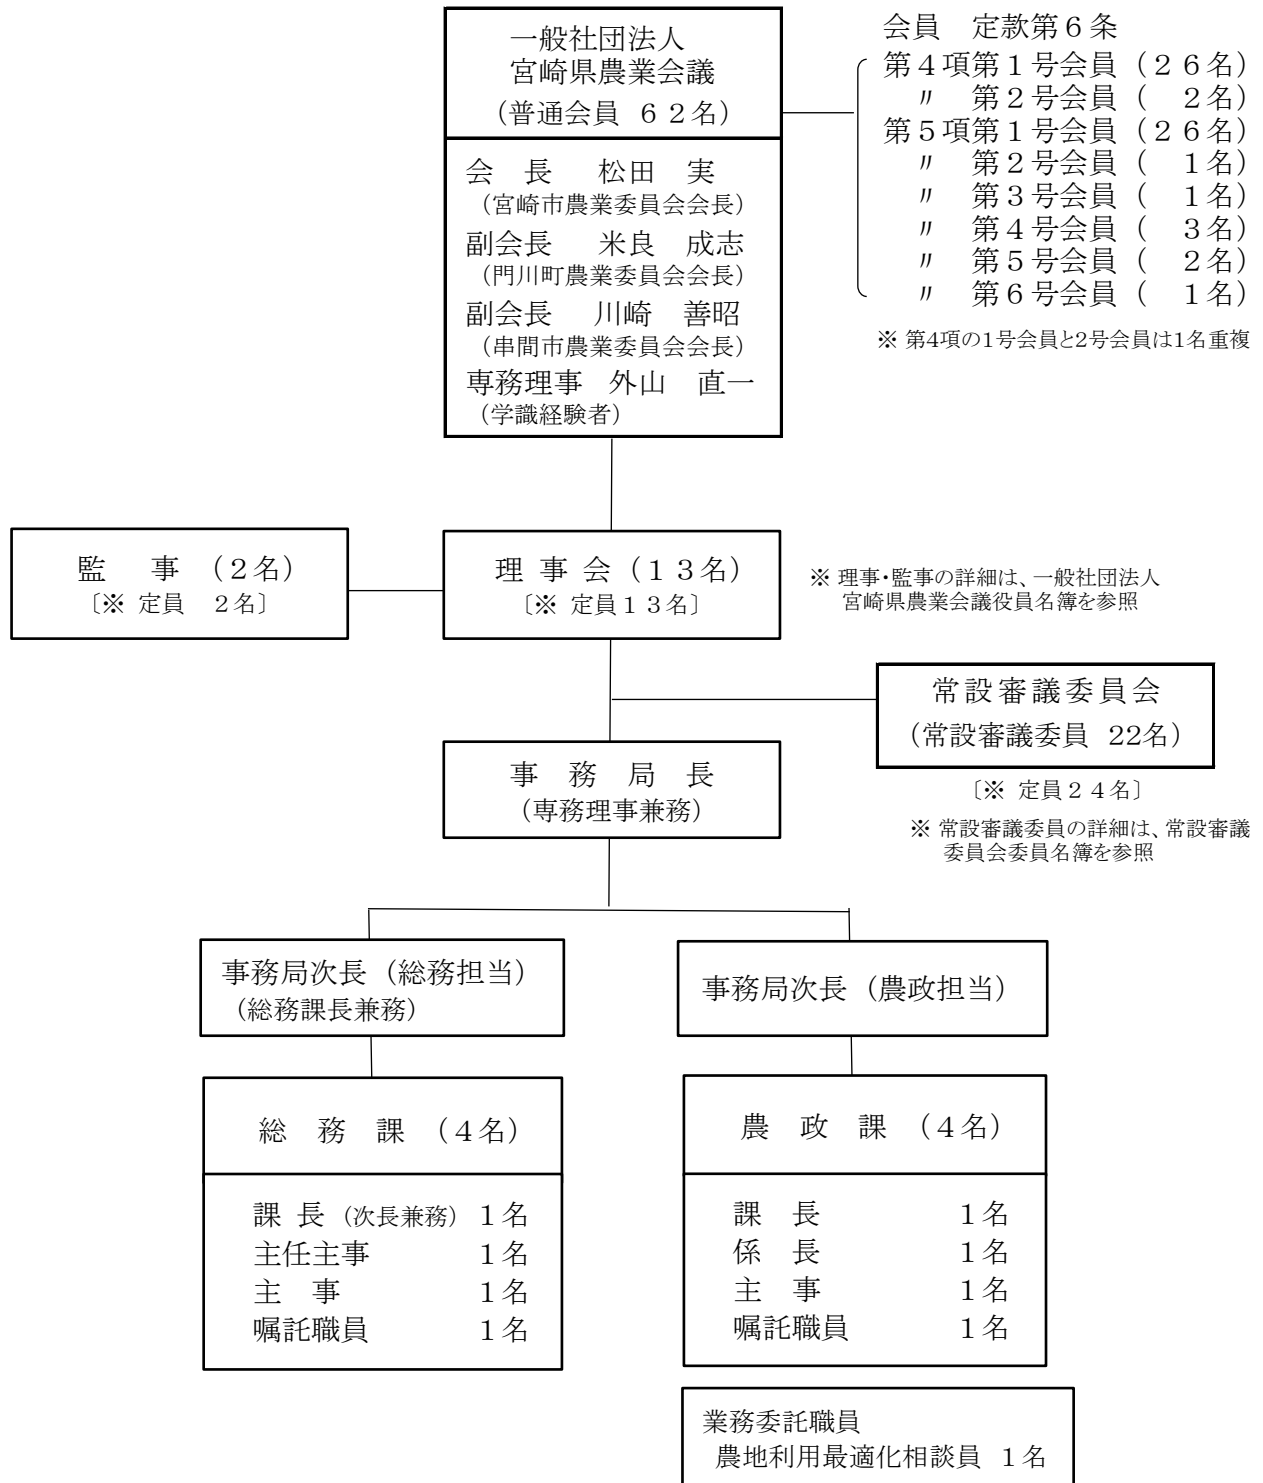 一般社団法人
宮崎県農業会議
(普通会員 ６２名)
会　長　松田　実
(宮崎市農業委員会会長)
副会長　米良　成志
(門川町農業委員会会長)
副会長　川崎　善昭
(串間市農業委員会会長)
専務理事　外山　直一
(学識経験者)
会員　定款第６条
第４項第１号会員 (２６名)
〃　第２号会員 (　２名)
第５項第１号会員 (２６名)
〃　第２号会員 (　１名)
〃　第３号会員 (　１名)
〃　第４号会員 (　３名)
〃　第５号会員 (　２名)
〃　第６号会員 (　１名)
※ 第4項の1号会員と2号会員は1名重複
監　事 (２名)
〔※ 定員　２名〕
理 事 会 (１３名)
〔※ 定員１３名〕
※ 理事・監事の詳細は、一般社団法人
宮崎県農業会議役員名簿を参照
常設審議委員会
(常設審議委員 22名)
〔※ 定員２４名〕
※ 常設審議委員の詳細は、常設審議
委員会委員名簿を参照
事　務　局　長
(専務理事兼務)
事務局次長 (総務担当)
(総務課長兼務)
事務局次長 (農政担当)
総　務　課 (４名)
課 長 (次長兼務) １名
主任主事　１名
主　事　１名
嘱託職員　１名
農　政　課 (４名)
課　長　１名
係　長　１名
主　事　１名
嘱託職員　１名
業務委託職員
農地利用最適化相談員 １名